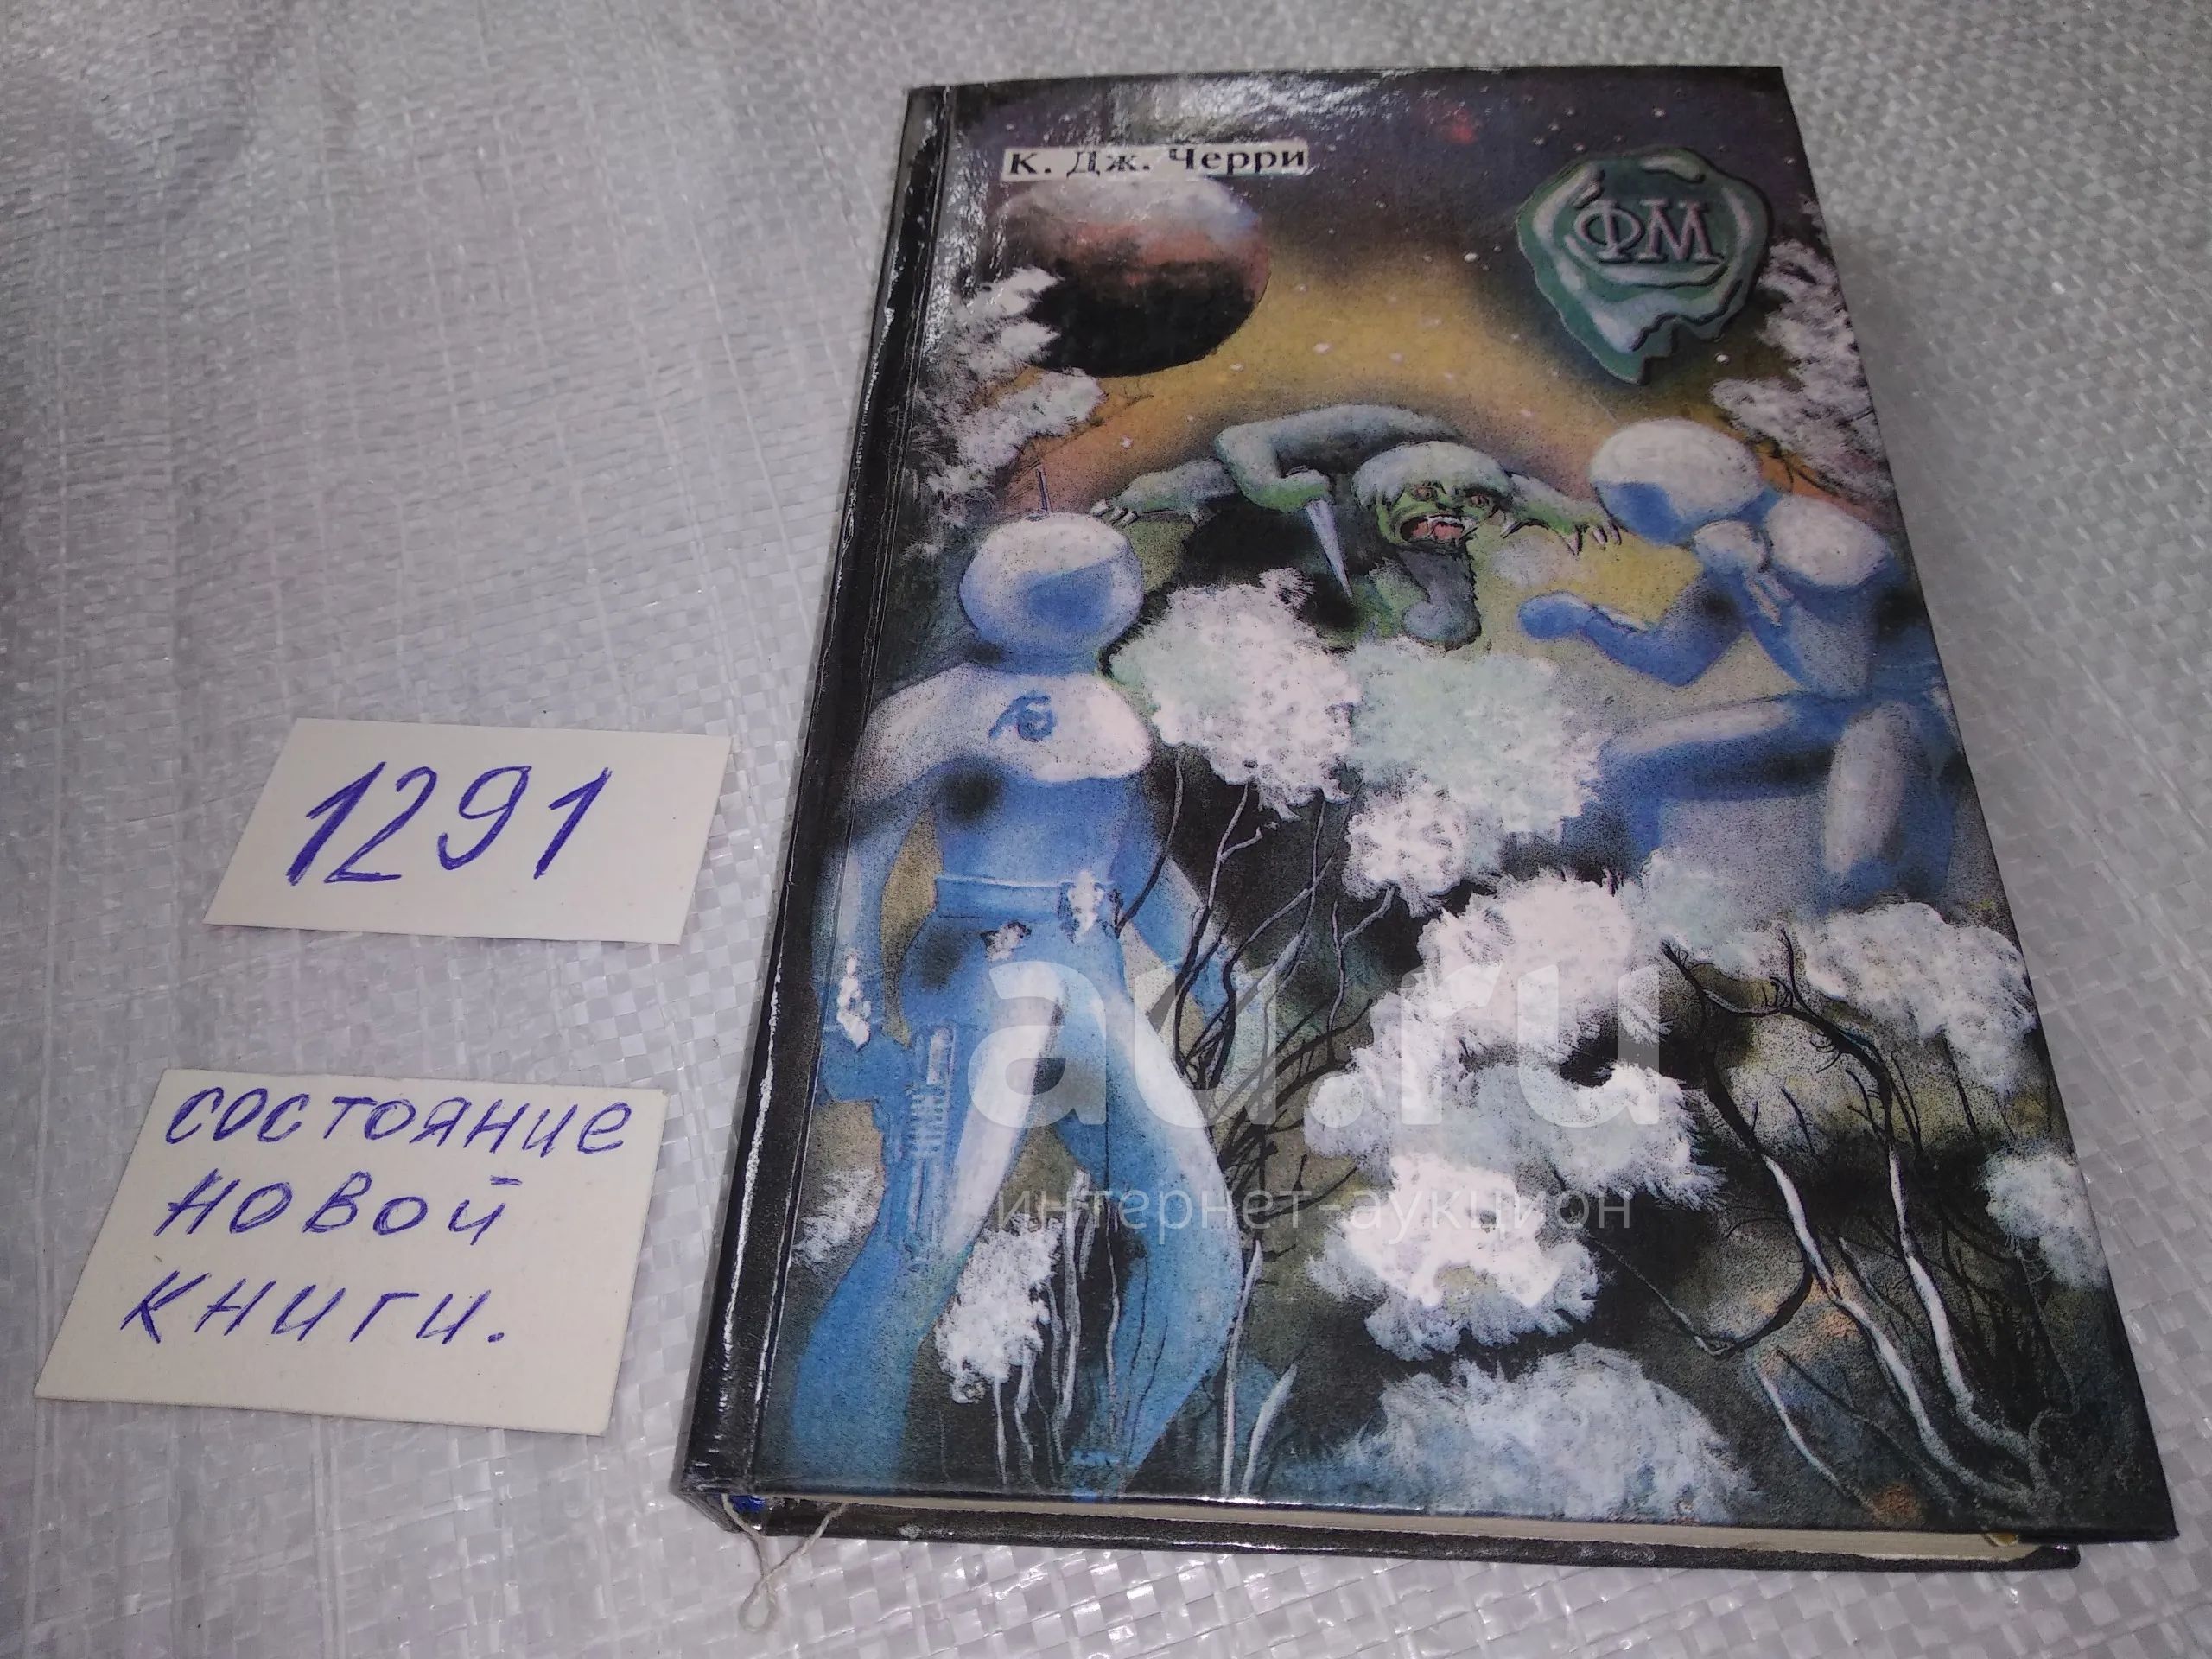 К. Дж. Черри
ФМ
1291
состояние
новой
книги.
au.ru
интернет-аукцион